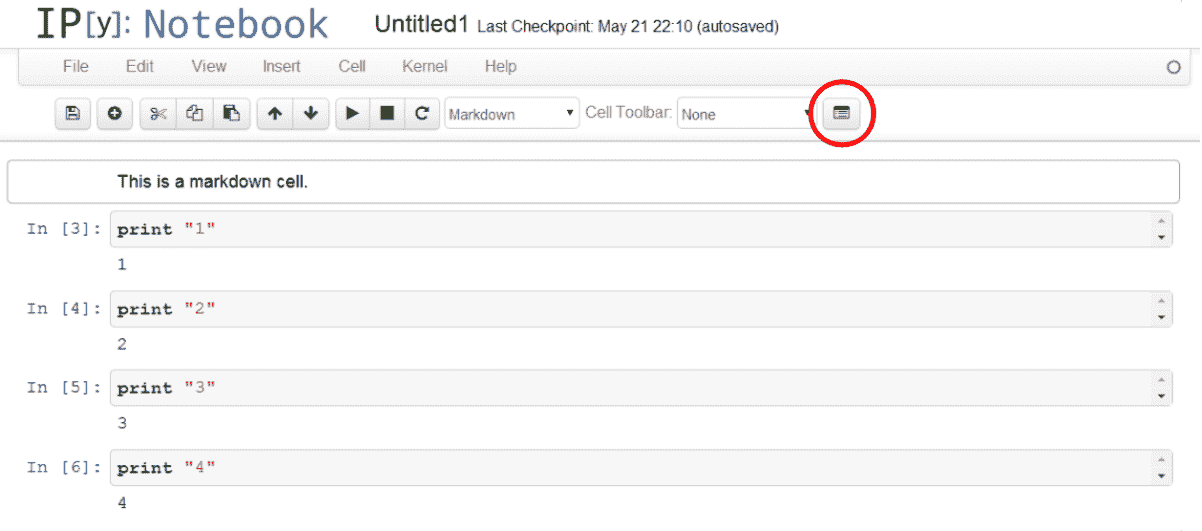 IP[y]: Notebook Untitled1 Last Checkpoint: May 21 22:10 (autosaved)
File Edit View Insert Cell Kernel Help
Markdown Cell Toolbar: None
This is a markdown cell.
In [3]: print "1"
1
In [4]: print "2"
2
In [5]: print "3"
3
In [6]: print "4"
4